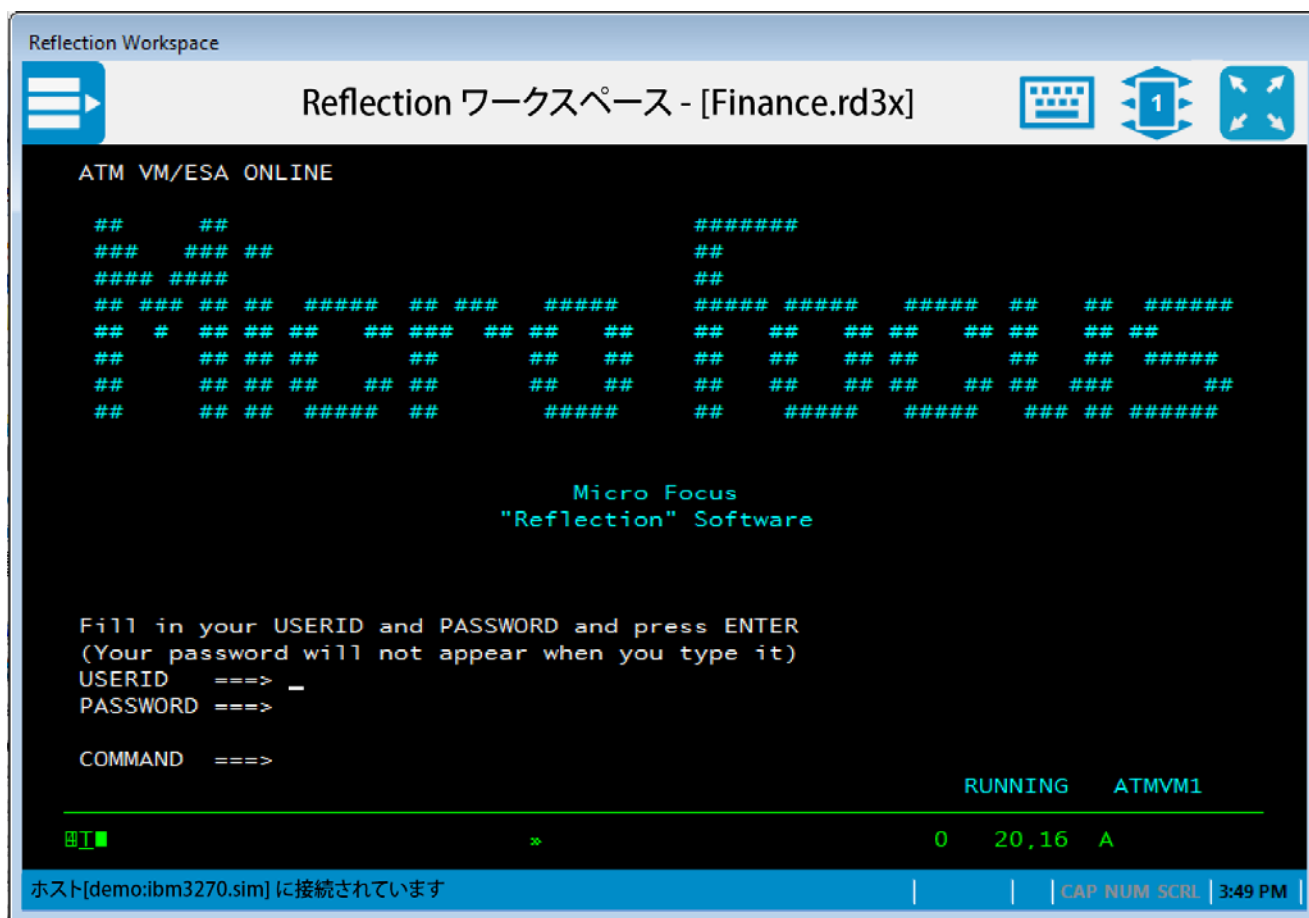 Reflection Workspace
Reflection ワークスペース - [Finance.rd3x]
1
ATM VM/ESA ONLINE
Micro Focus
Micro Focus
"Reflection" Software
Fill in your USERID and PASSWORD and press ENTER
(Your password will not appear when you type it)
USERID   ===> _
PASSWORD ===>
COMMAND  ===>
RUNNING   ATMVM1
0   20,16  A
ホスト[demo:ibm3270.sim] に接続されています
CAP NUM SCRL 3:49 PM